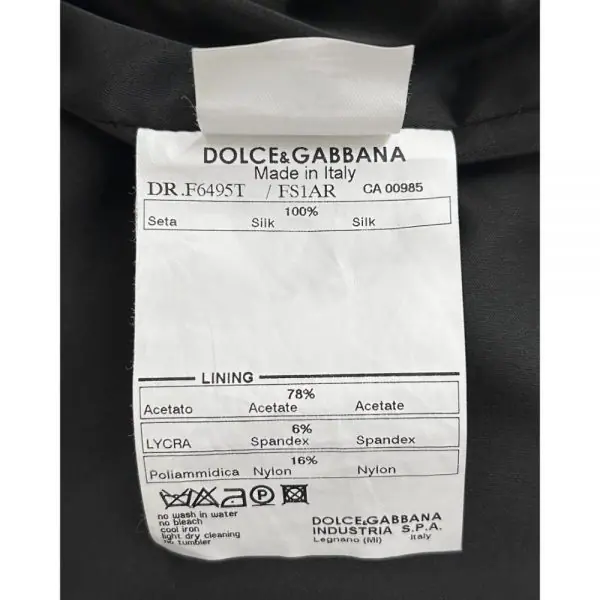 DOLCE&GABBANA
Made in Italy
DR.F6495T / FS1AR CA 00985
100%
Seta Silk Silk
LINING
78%
Acetato Acetate Acetate
6%
LYCRA Spandex Spandex
16%
Poliammidica Nylon Nylon
P
no wash in water
no bleach
cool iron
light dry cleaning
no tumbler
DOLCE&GABBANA
INDUSTRIA S.P.A.
Legnano (MI) Italy